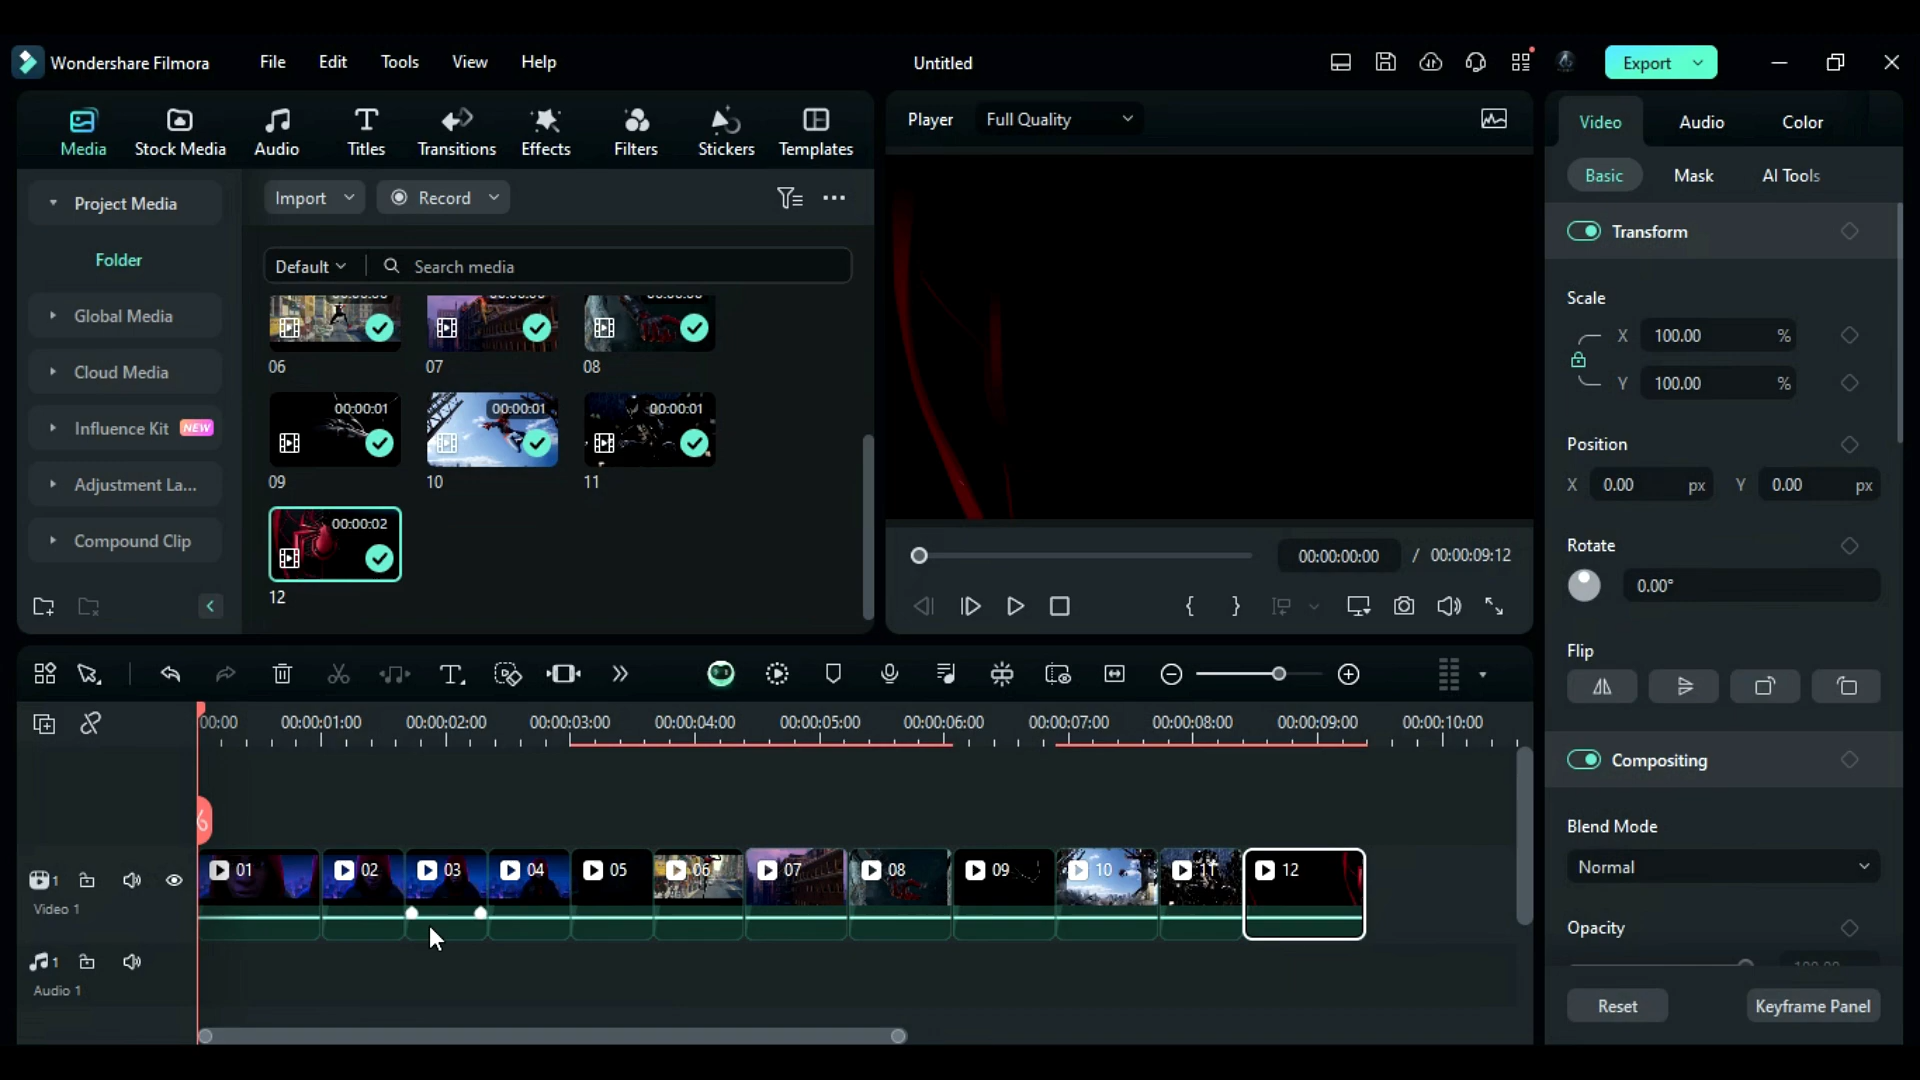 Wondershare Filmora
File
Edit
Tools
View
Help
Untitled
Export
Media
Stock Media
Audio
Titles
Transitions
Effects
Filters
Stickers
Templates
Player
Full Quality
Video
Audio
Color
Basic
Mask
AI Tools
Project Media
Folder
Global Media
Cloud Media
Influence Kit NEW
Adjustment La...
Compound Clip
Import
Record
Default
Search media
06
07
08
00:00:01
00:00:01
00:00:01
09
10
11
00:00:02
12
00:00:00:00 / 00:00:09:12
Transform
Scale
X 100.00 %
Y 100.00 %
Position
X 0.00 px Y 0.00 px
Rotate
0.00°
Flip
Compositing
Blend Mode
Normal
Opacity
100.00
Reset
Keyframe Panel
00:00 00:00:01:00 00:00:02:00 00:00:03:00 00:00:04:00 00:00:05:00 00:00:06:00 00:00:07:00 00:00:08:00 00:00:09:00 00:00:10:00
01 02 03 04 05 06 07 08 09 10 11 12
1
Video 1
1
Audio 1